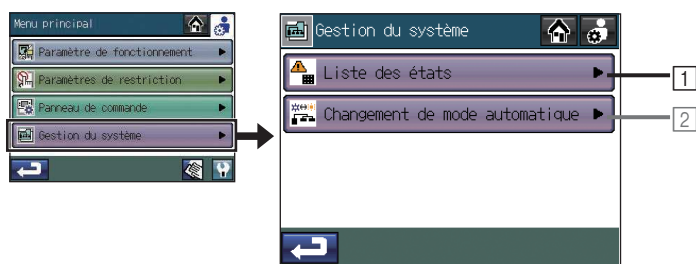 Menu principal
Paramètre de fonctionnement
Paramètres de restriction
Panneau de commande
Gestion du système
Gestion du système
Liste des états
1
Changement de mode automatique
2